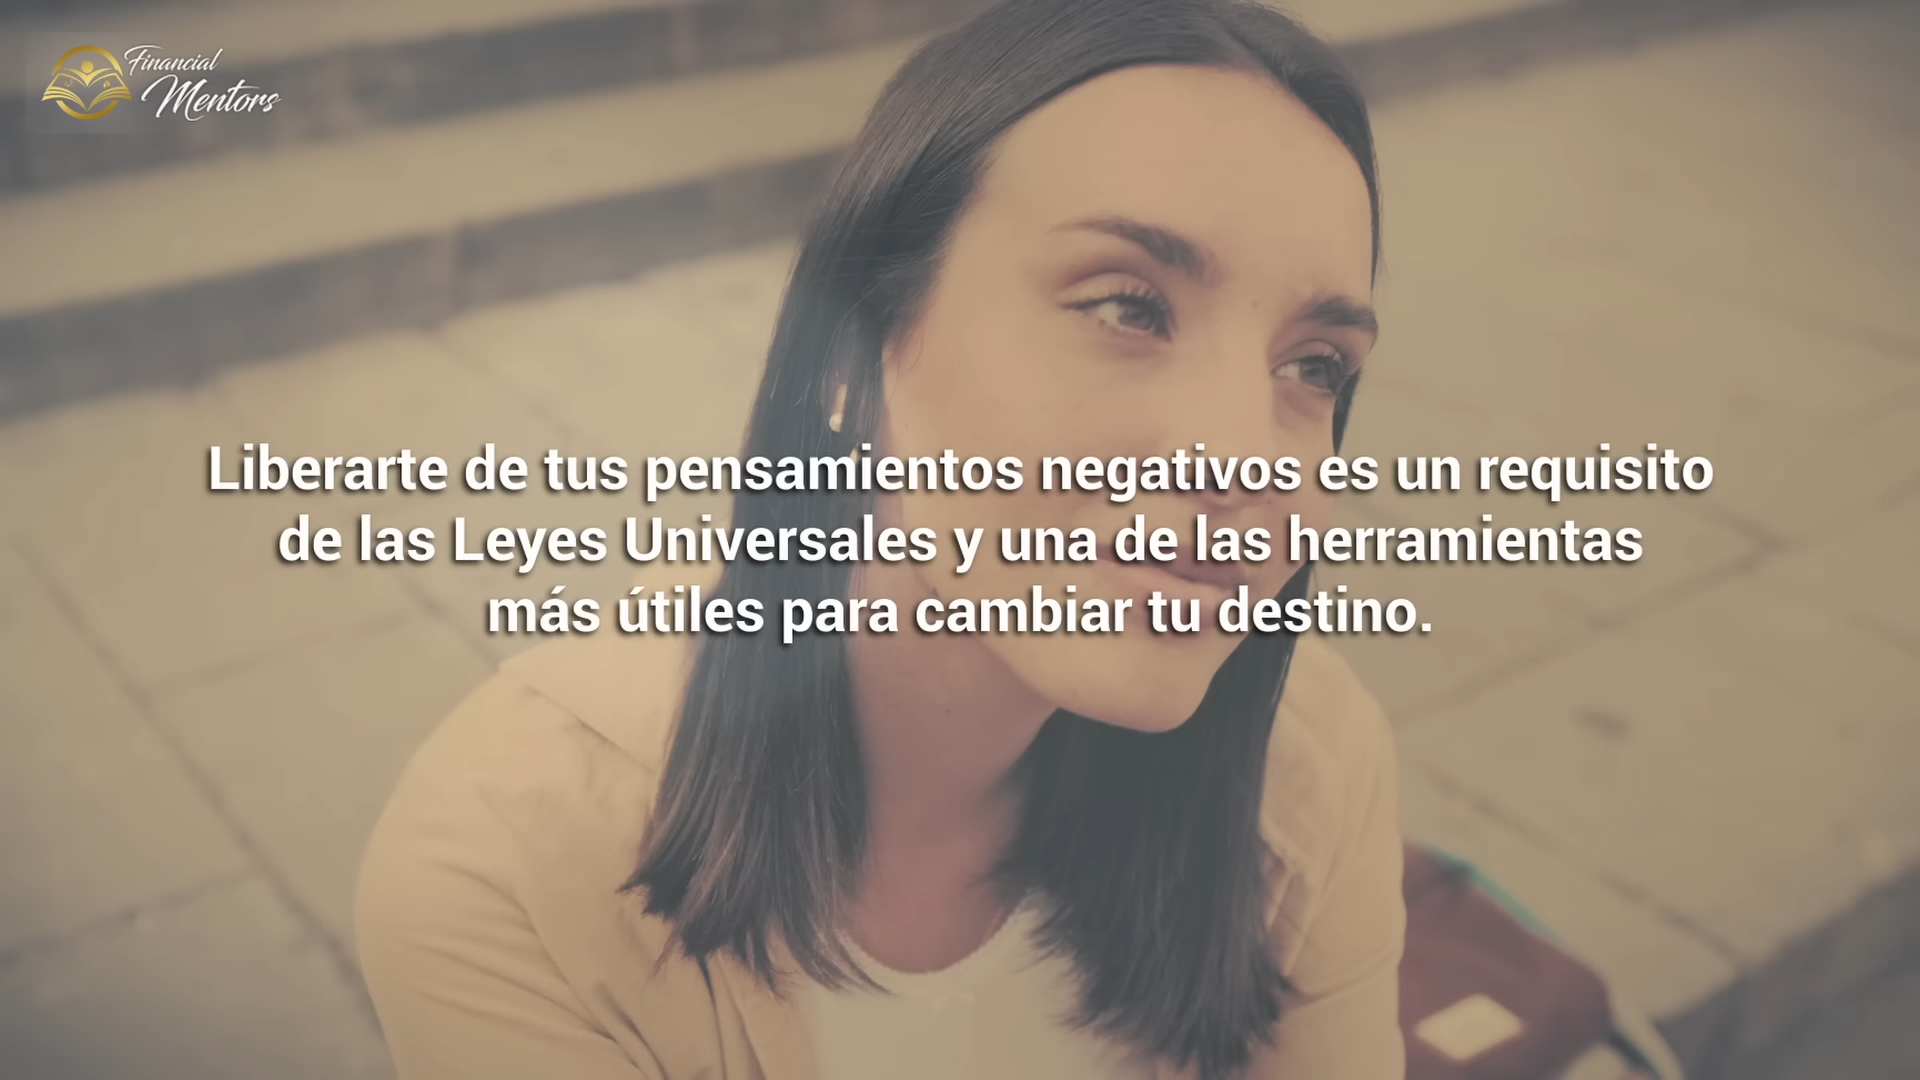 Financial
Mentors
Liberarte de tus pensamientos negativos es un requisito
de las Leyes Universales y una de las herramientas
más útiles para cambiar tu destino.